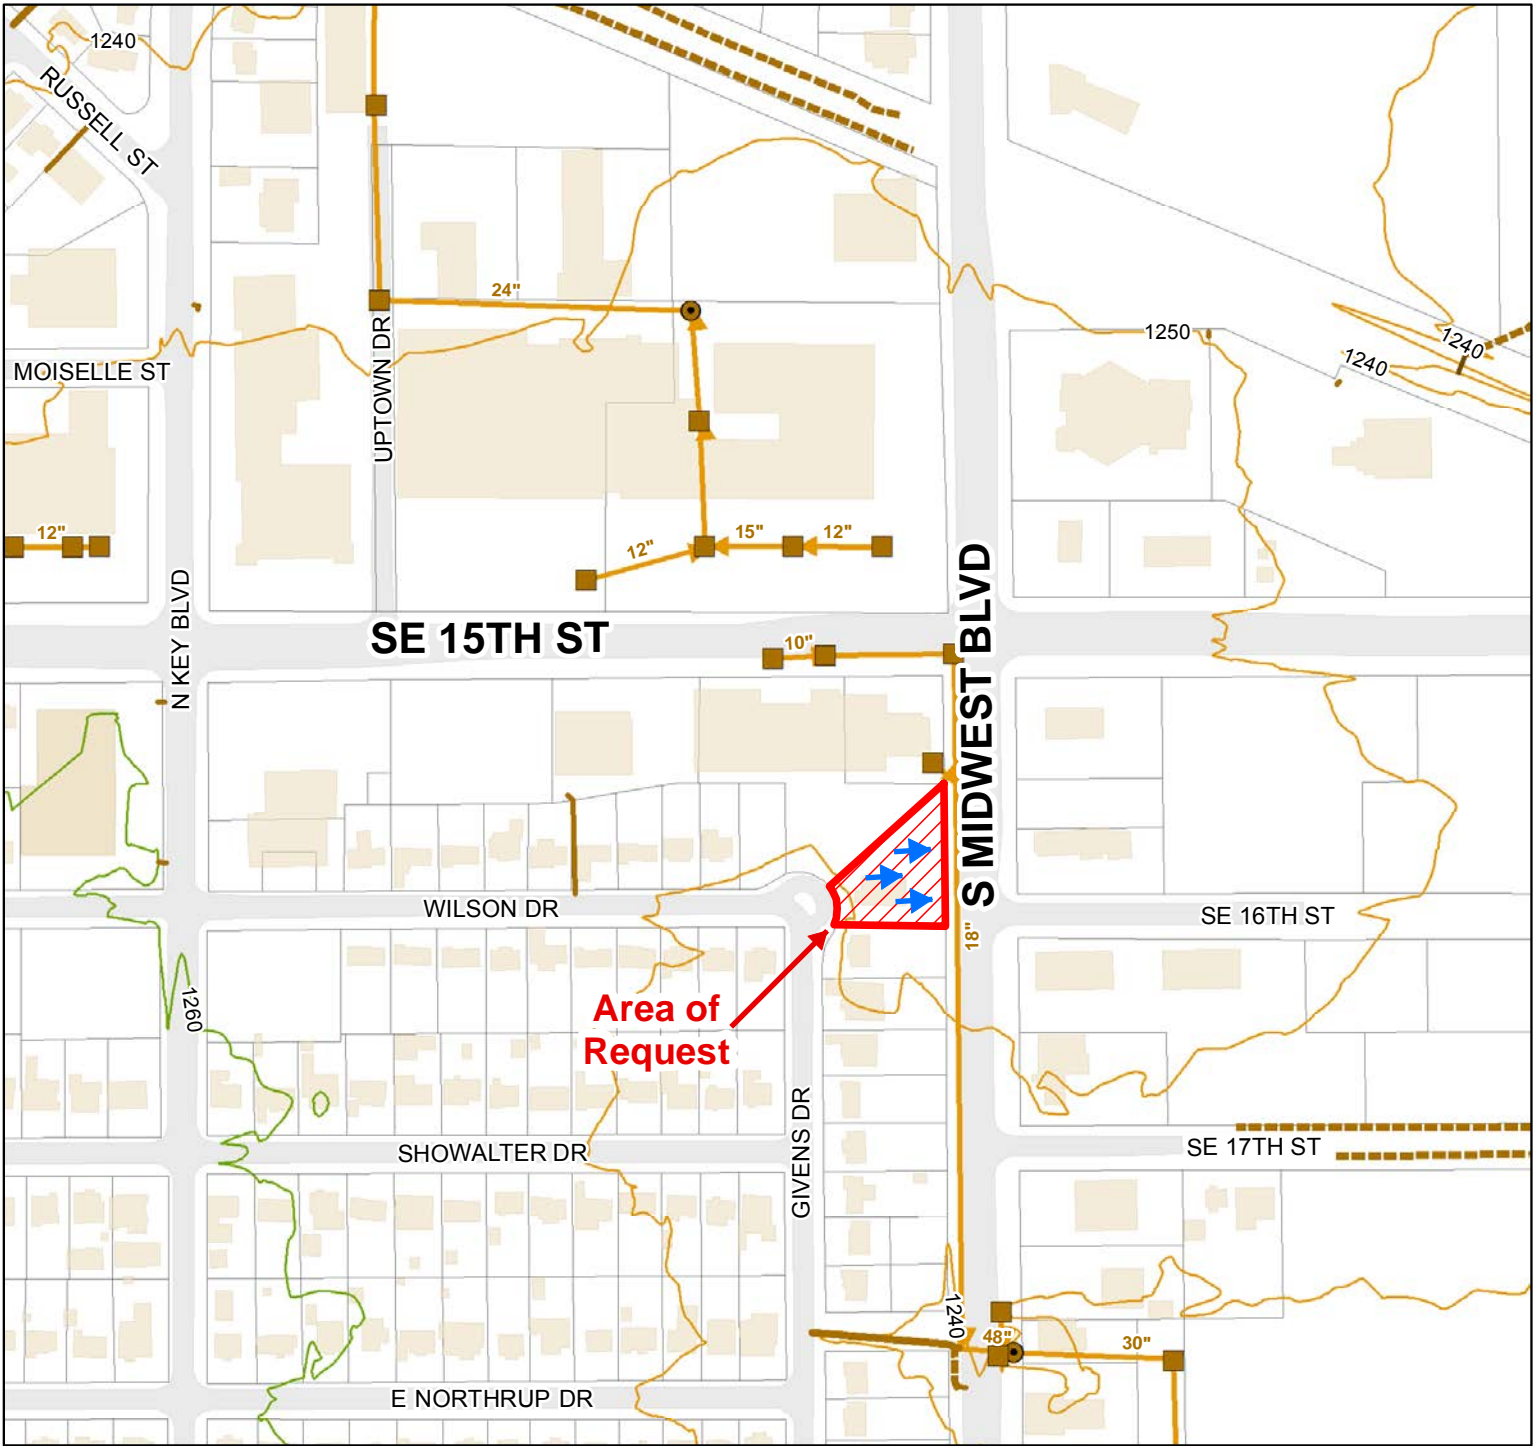 1240
RUSSELL ST
24"
UPTOWN DR
1250
1240
1240
MOISELLE ST
12"
12"
15"
12"
N KEY BLVD
SE 15TH ST
10"
S MIDWEST BLVD
WILSON DR
SE 16TH ST
18"
1260
Area of
Request
GIVENS DR
SHOWALTER DR
SE 17TH ST
1240
48"
30"
E NORTHRUP DR